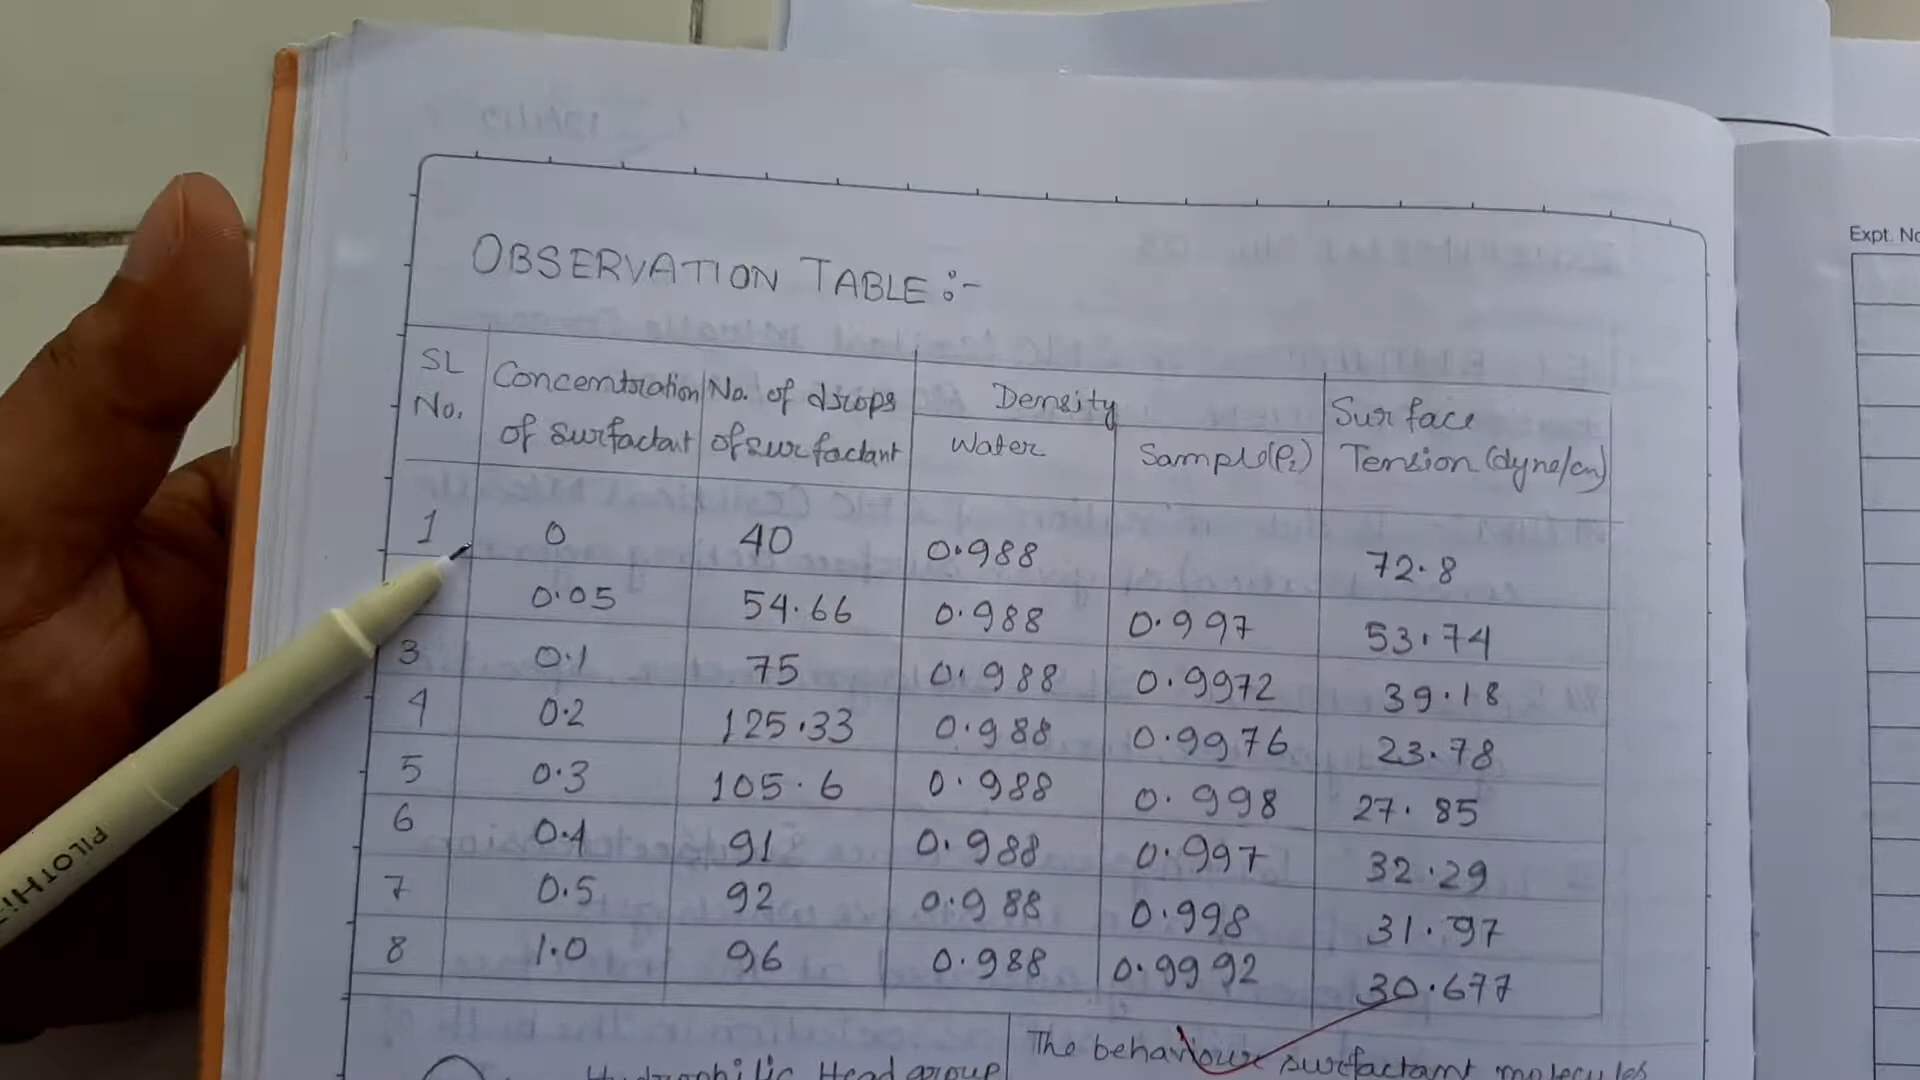 Expt. No
OBSERVATION TABLE :-
SL No. Concentration of surfactant No. of drops of surfactant Density Water Sample(P₂) Surface Tension (dyne/cm)
1 0 40 0.988 72.8
0.05 54.66 0.988 0.997 53.74
3 0.1 75 0.988 0.9972 39.18
4 0.2 125.33 0.988 0.9976 23.78
5 0.3 105.6 0.988 0.998 27.85
6 0.4 91 0.988 0.997 32.29
7 0.5 92 0.988 0.998 31.97
8 1.0 96 0.988 0.9992 30.677
Hydrophilic Head group
The behaviour surfactant molecules
PILOT HI